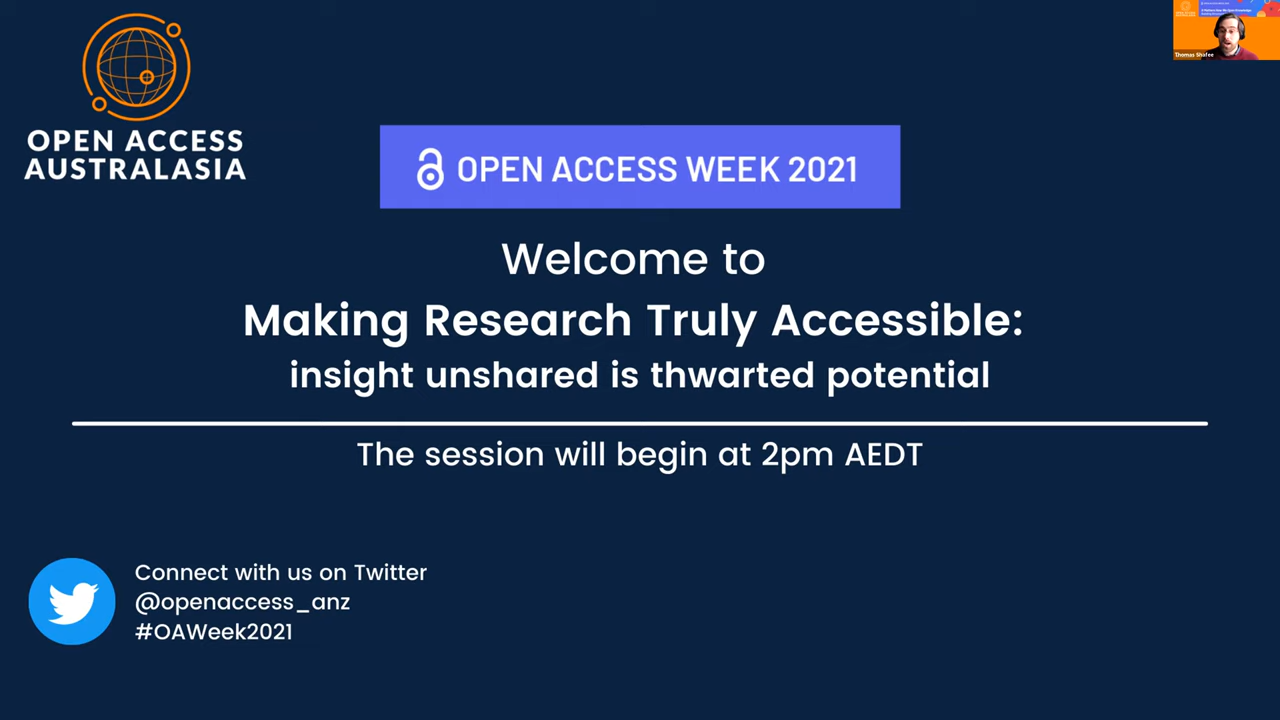 OPEN ACCESS
AUSTRALASIA
OPEN ACCESS WEEK 2021
Welcome to
Making Research Truly Accessible:
insight unshared is thwarted potential
The session will begin at 2pm AEDT
Connect with us on Twitter
@openaccess_anz
#OAWeek2021
Thomas Shafee